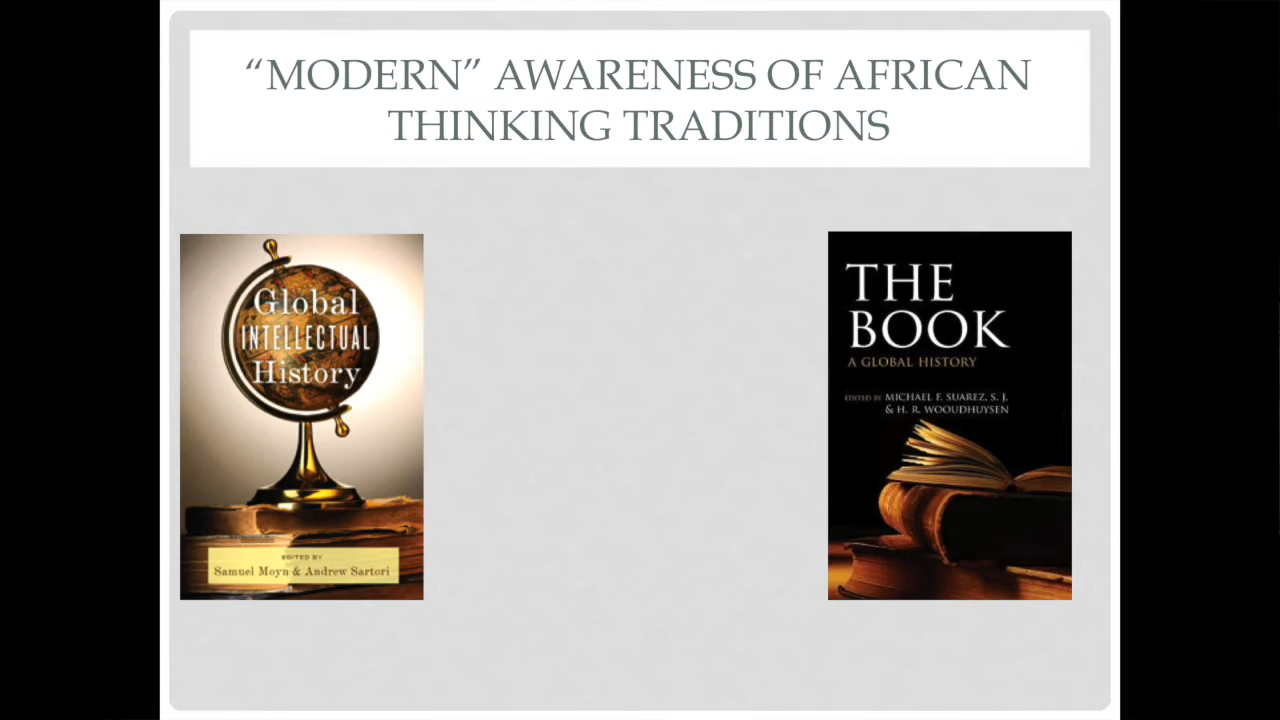 “MODERN” AWARENESS OF AFRICAN
THINKING TRADITIONS
Global
INTELLECTUAL
History
EDITED BY
Samuel Moyn & Andrew Sartori
THE
BOOK
A GLOBAL HISTORY
EDITED BY MICHAEL F. SUAREZ, S. J.
& H. R. WOOUDHUYSEN